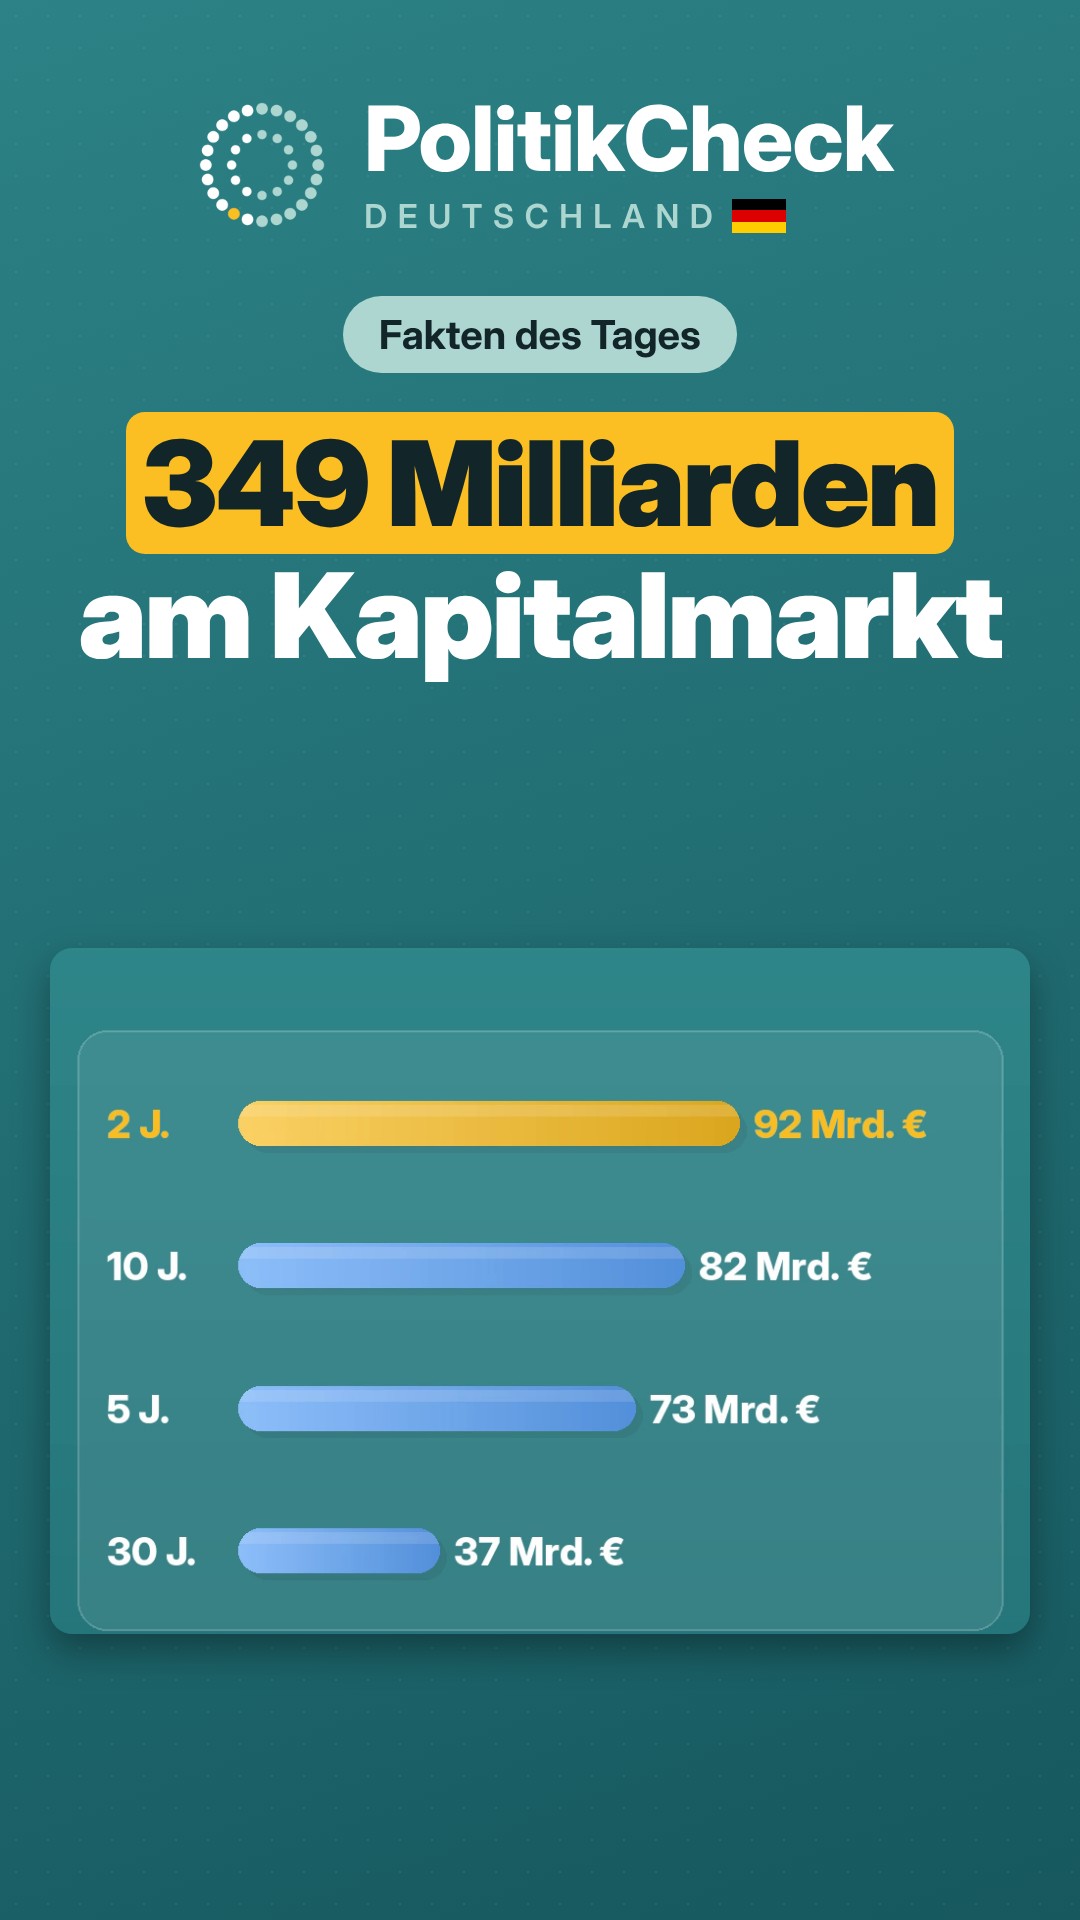 PolitikCheck
DEUTSCHLAND
Fakten des Tages
349 Milliarden
am Kapitalmarkt
2 J. 92 Mrd. €
10 J. 82 Mrd. €
5 J. 73 Mrd. €
30 J. 37 Mrd. €